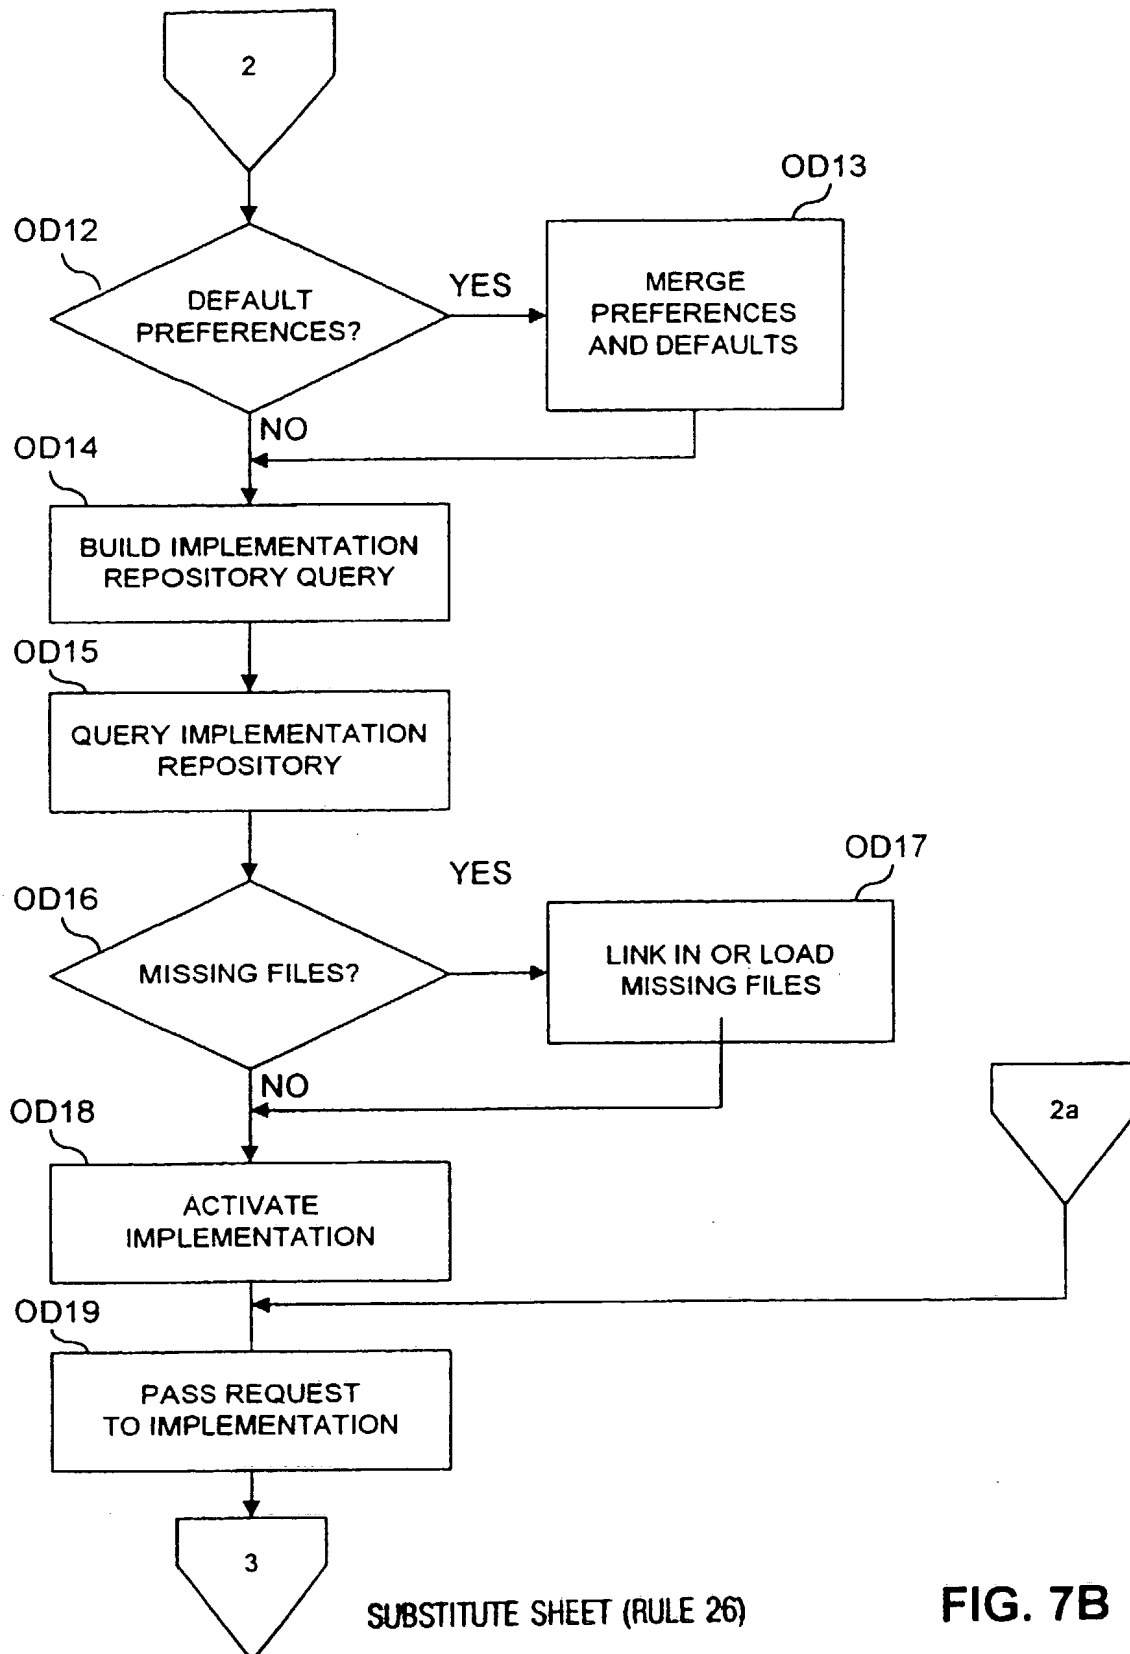 2
OD13
OD12
YES
DEFAULT
PREFERENCES?
MERGE
PREFERENCES
AND DEFAULTS
NO
OD14
BUILD IMPLEMENTATION
REPOSITORY QUERY
OD15
QUERY IMPLEMENTATION
REPOSITORY
OD17
YES
OD16
MISSING FILES?
LINK IN OR LOAD
MISSING FILES
NO
OD18
2a
ACTIVATE
IMPLEMENTATION
OD19
PASS REQUEST
TO IMPLEMENTATION
3
SUBSTITUTE SHEET (RULE 26)
FIG. 7B